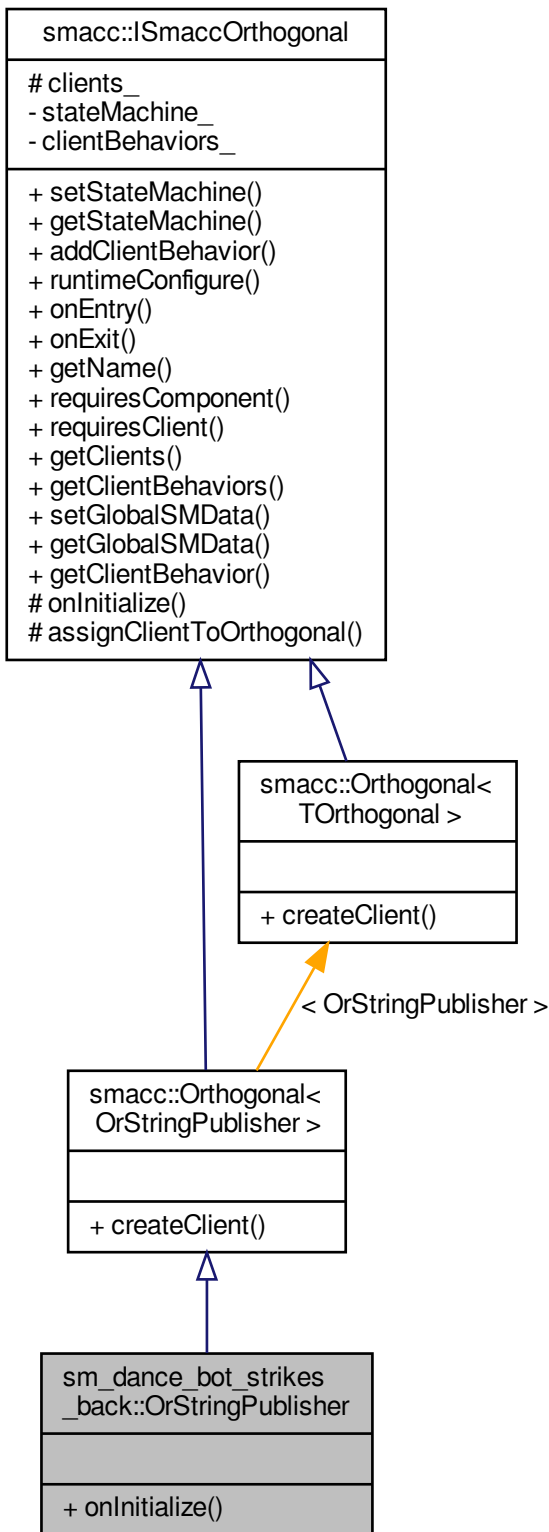 smacc::ISmaccOrthogonal
# clients_
- stateMachine_
- clientBehaviors_
+ setStateMachine()
+ getStateMachine()
+ addClientBehavior()
+ runtimeConfigure()
+ onEntry()
+ onExit()
+ getName()
+ requiresComponent()
+ requiresClient()
+ getClients()
+ getClientBehaviors()
+ setGlobalSMData()
+ getGlobalSMData()
+ getClientBehavior()
# onInitialize()
# assignClientToOrthogonal()
smacc::Orthogonal<
TOrthogonal >
+ createClient()
< OrStringPublisher >
smacc::Orthogonal<
OrStringPublisher >
+ createClient()
sm_dance_bot_strikes
_back::OrStringPublisher
+ onInitialize()